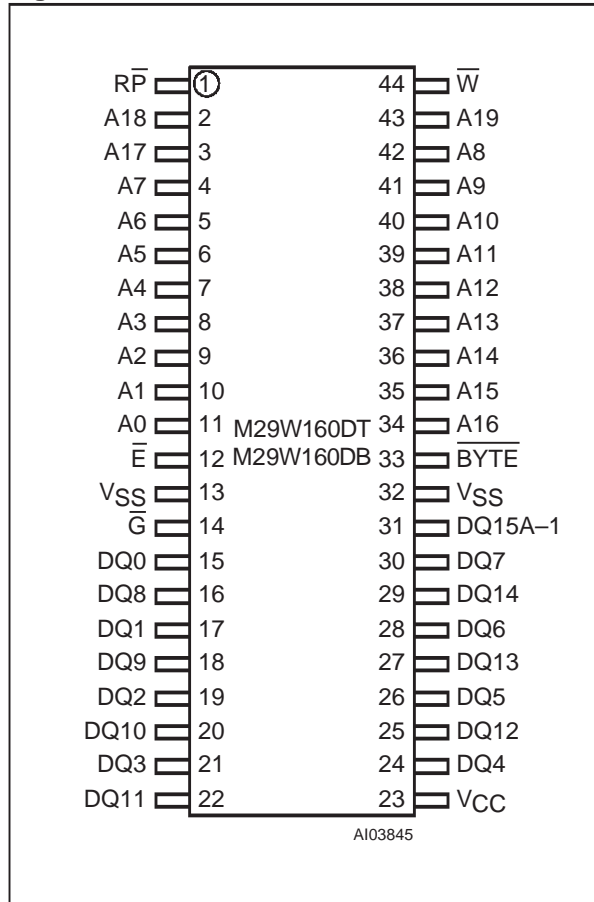 RP̅ 1 44 W̅
A18 2 43 A19
A17 3 42 A8
A7 4 41 A9
A6 5 40 A10
A5 6 39 A11
A4 7 38 A12
A3 8 37 A13
A2 9 36 A14
A1 10 35 A15
A0 11 M29W160DT 34 A16
E̅ 12 M29W160DB 33 B̅Y̅T̅E̅
VSS 13 32 VSS
G̅ 14 31 DQ15A–1
DQ0 15 30 DQ7
DQ8 16 29 DQ14
DQ1 17 28 DQ6
DQ9 18 27 DQ13
DQ2 19 26 DQ5
DQ10 20 25 DQ12
DQ3 21 24 DQ4
DQ11 22 23 VCC
AI03845